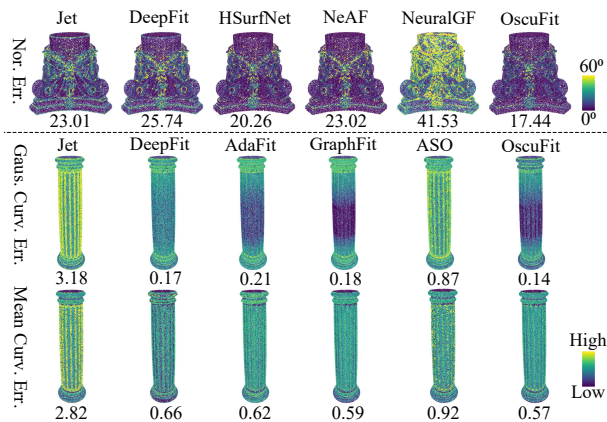 Jet DeepFit HSurfNet NeAF NeuralGF OscuFit
Nor. Err.
60°
0°
23.01 25.74 20.26 23.02 41.53 17.44
Jet DeepFit AdaFit GraphFit ASO OscuFit
Gaus. Curv. Err.
3.18 0.17 0.21 0.18 0.87 0.14
Mean Curv. Err.
High
Low
2.82 0.66 0.62 0.59 0.92 0.57